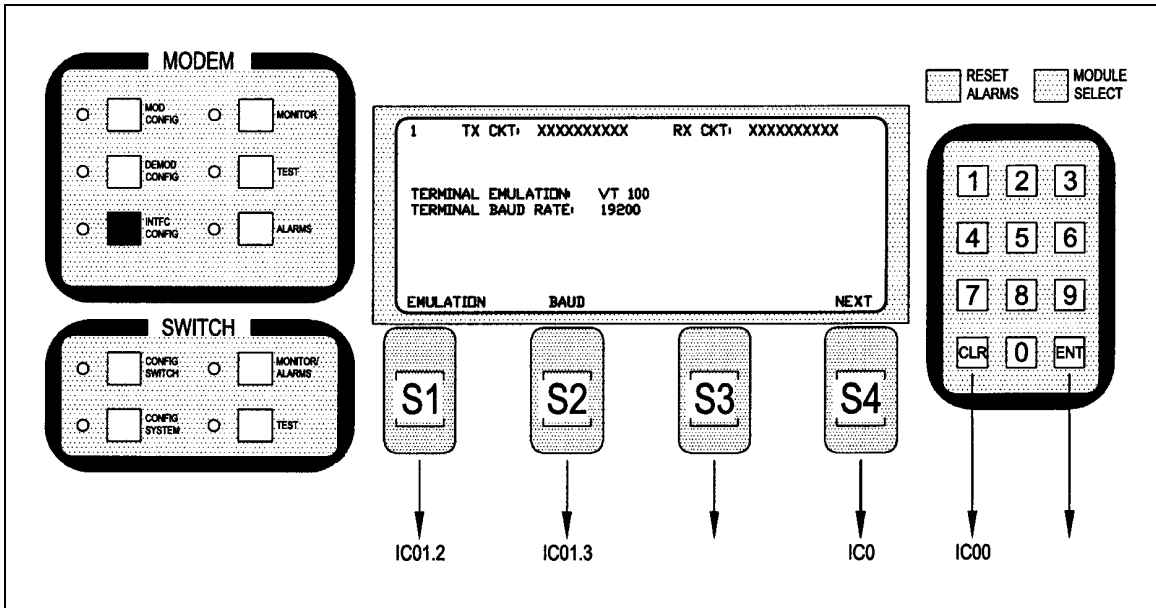 MODEM
MOD
CONFIG
MONITOR
DEMOD
CONFIG
TEST
INTFC
CONFIG
ALARMS
SWITCH
CONFIG
SWITCH
MONITOR/
ALARMS
CONFIG
SYSTEM
TEST
1 TX CKT: XXXXXXXXXX RX CKT: XXXXXXXXXX
TERMINAL EMULATION: VT 100
TERMINAL BAUD RATE: 19200
EMULATION BAUD NEXT
S1 S2 S3 S4
IC01.2 IC01.3 IC0
RESET
ALARMS
MODULE
SELECT
1 2 3
4 5 6
7 8 9
CLR 0 ENT
IC00